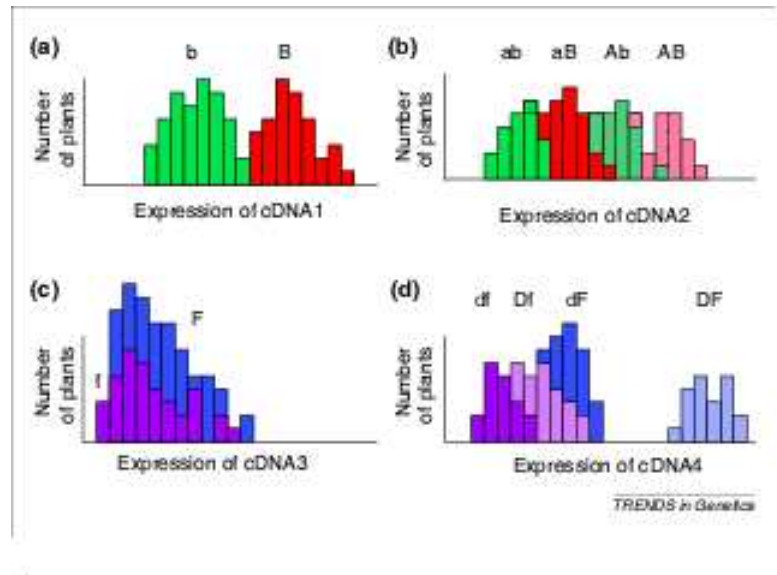 (a)
b B
Number
of plants
Expression of cDNA1
(b)
ab aB Ab AB
Number
of plants
Expression of cDNA2
(c)
F
f
Number
of plants
Expression of cDNA3
(d)
df Df dF DF
Number
of plants
Expression of cDNA4
TRENDS in Genetics